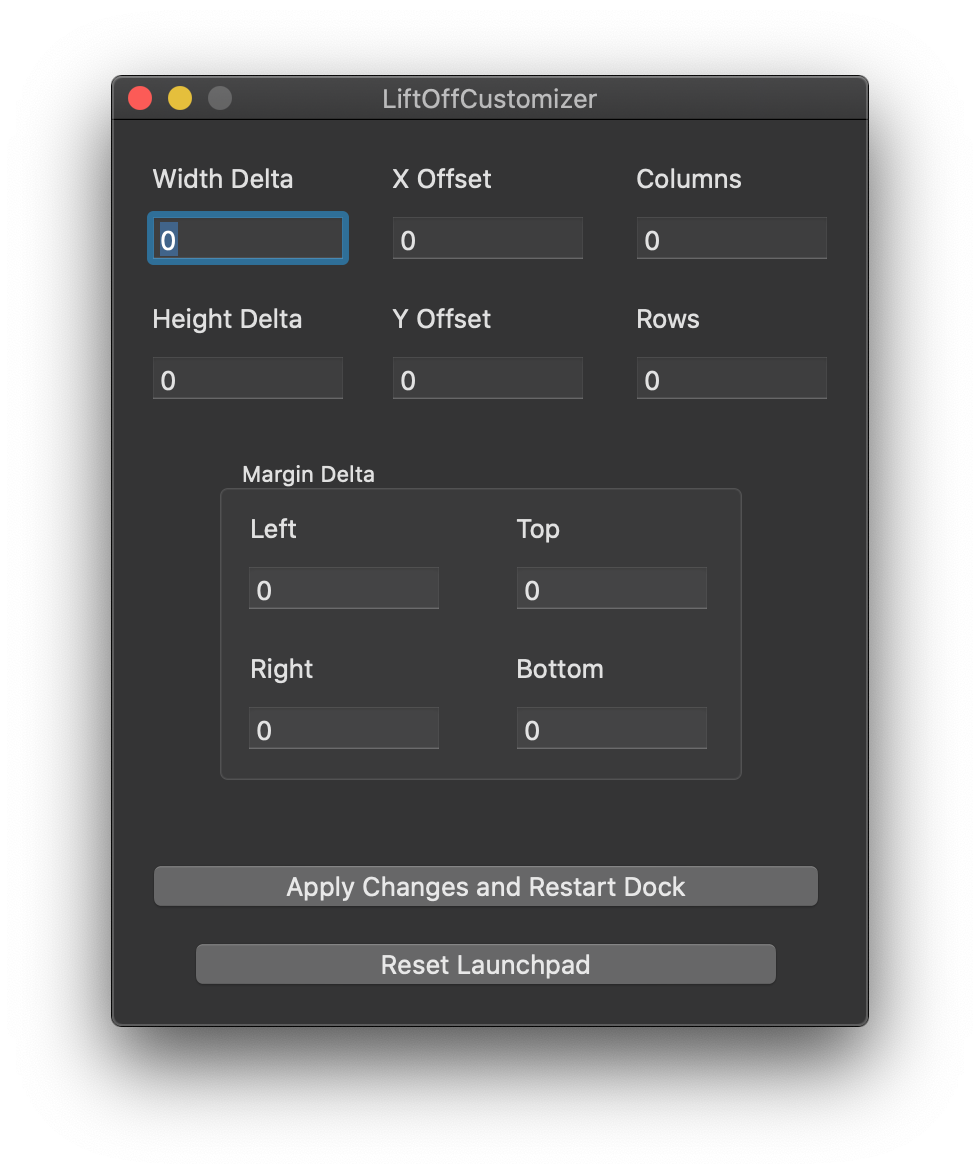 LiftOffCustomizer
Width Delta X Offset Columns
0 0 0
Height Delta Y Offset Rows
0 0 0
Margin Delta
Left Top
0 0
Right Bottom
0 0
Apply Changes and Restart Dock
Reset Launchpad